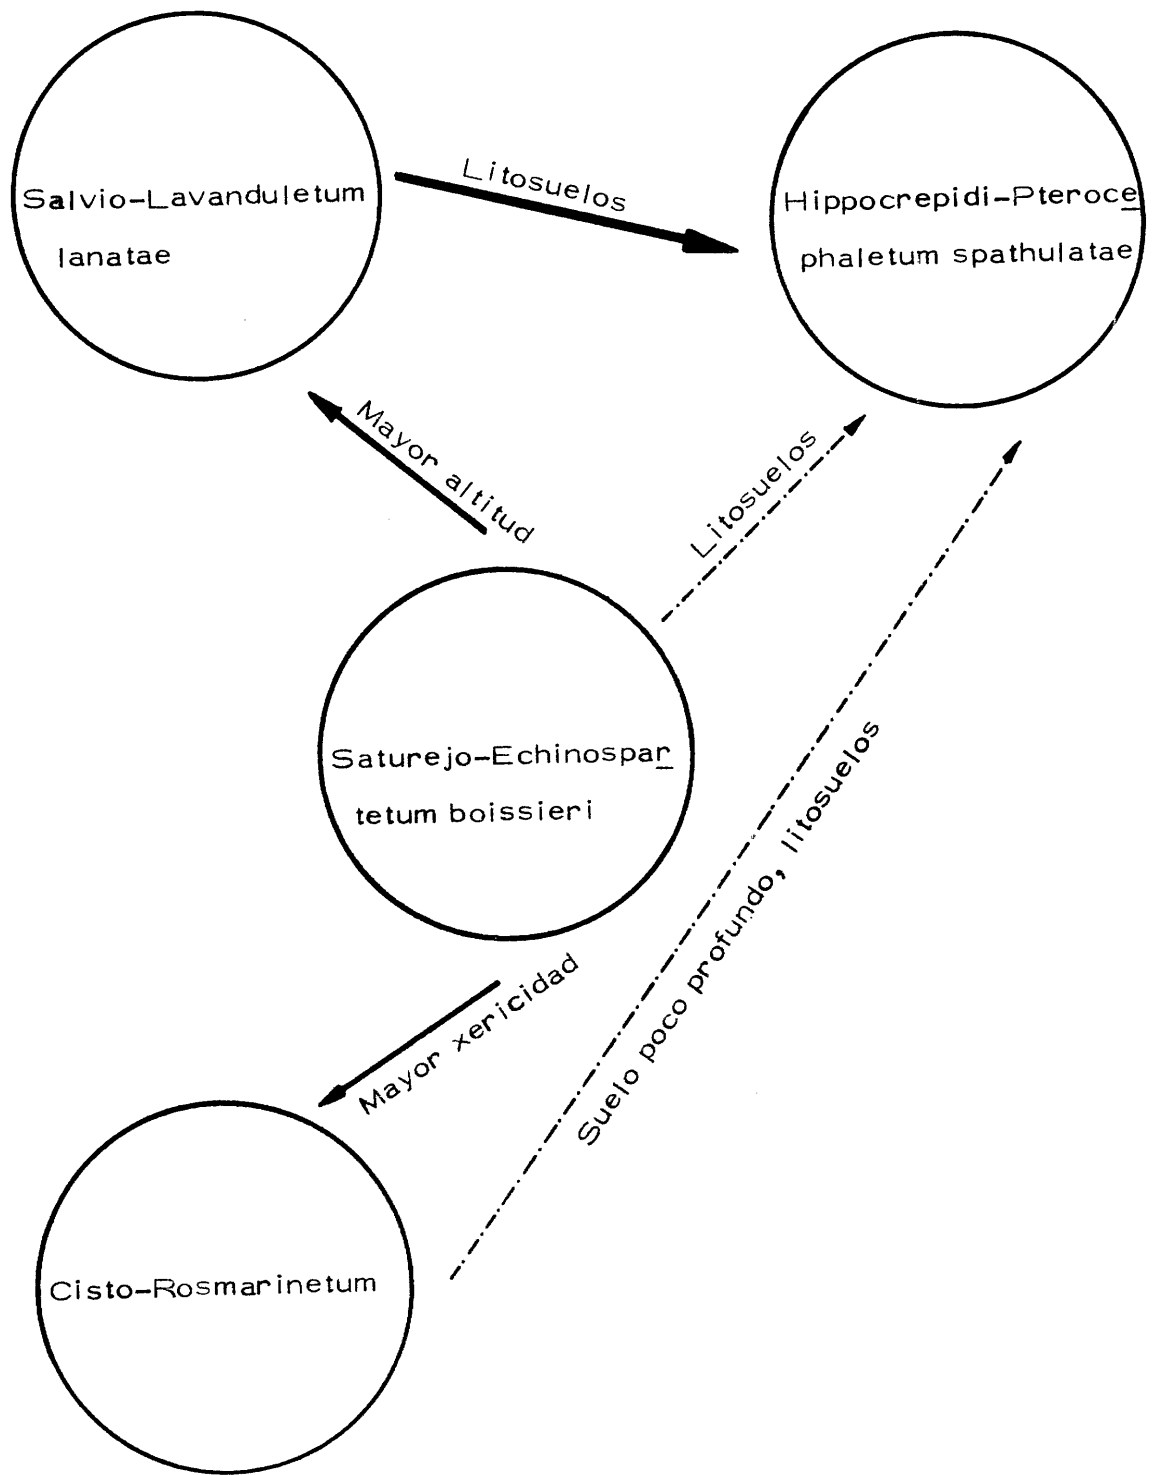 Salvio-Lavanduletum
lanatae
Litosuelos
Hippocrepidi-Pteroce
phaletum spathulatae
Mayor altitud
Litosuelos
Saturejo-Echinospar
tetum boissieri
Suelo poco profundo, litosuelos
Mayor xericidad
Cisto-Rosmarinetum